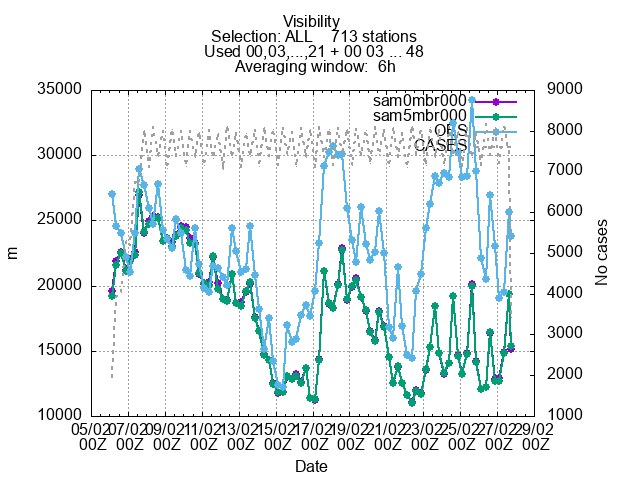 Visibility
Selection: ALL 713 stations
Used 00,03,...,21 + 00 03 ... 48
Averaging window: 6h
35000
30000
25000
20000
15000
10000
m
9000
8000
7000
6000
5000
4000
3000
2000
1000
No cases
sam0mbr000
sam5mbr000
OBS
CASES
05/02 07/02 09/02 11/02 13/02 15/02 17/02 19/02 21/02 23/02 25/02 27/02 29/02
00Z 00Z 00Z 00Z 00Z 00Z 00Z 00Z 00Z 00Z 00Z 00Z 00Z
Date